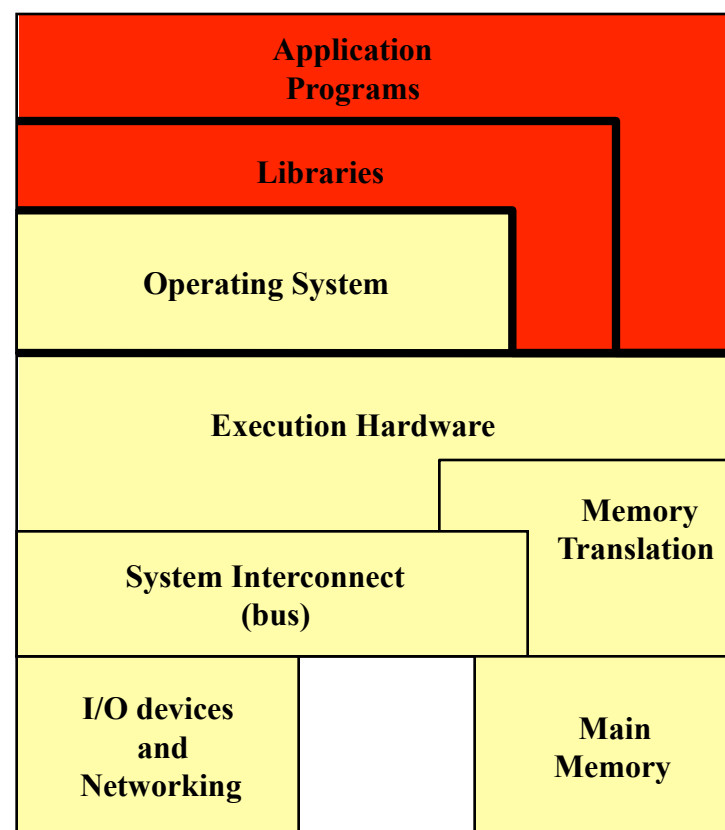 Application
Programs
Libraries
Operating System
Execution Hardware
Memory
Translation
System Interconnect
(bus)
I/O devices
and
Networking
Main
Memory